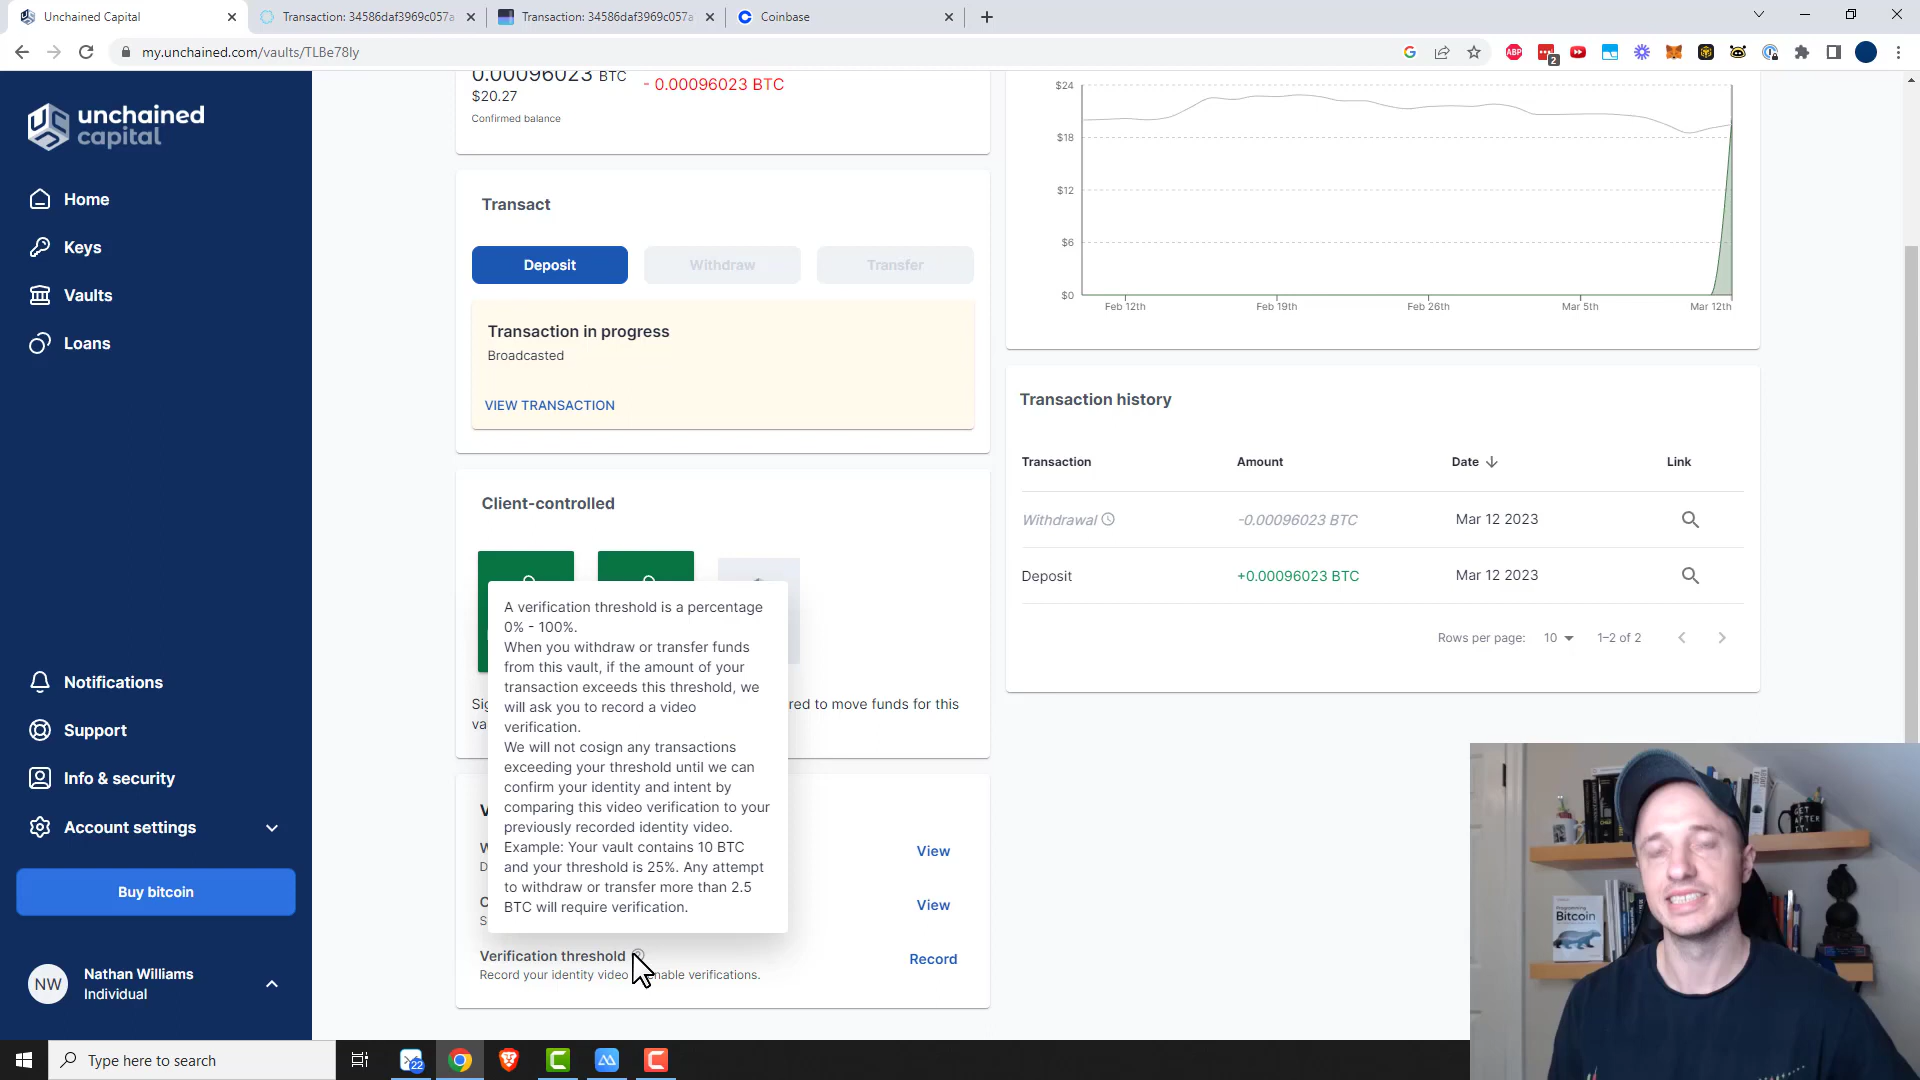 Unchained Capital
Transaction: 34586daf3969c057a
Transaction: 34586daf3969c057a
Coinbase
my.unchained.com/vaults/TLBe78ly
ABP
2
unchained
capital
Home
Keys
Vaults
Loans
Notifications
Support
Info & security
Account settings
Buy bitcoin
NW
Nathan Williams
Individual
0.00096023 BTC
- 0.00096023 BTC
$20.27
Confirmed balance
Transact
Deposit
Withdraw
Transfer
Transaction in progress
Broadcasted
VIEW TRANSACTION
Client-controlled
red to move funds for this
A verification threshold is a percentage
0% - 100%.
When you withdraw or transfer funds
from this vault, if the amount of your
transaction exceeds this threshold, we
will ask you to record a video
verification.
We will not cosign any transactions
exceeding your threshold until we can
confirm your identity and intent by
comparing this video verification to your
previously recorded identity video.
Example: Your vault contains 10 BTC
and your threshold is 25%. Any attempt
to withdraw or transfer more than 2.5
BTC will require verification.
View
View
Verification threshold
Record your identity video enable verifications.
Record
$24
$18
$12
$6
$0
Feb 12th
Feb 19th
Feb 26th
Mar 5th
Mar 12th
Transaction history
Transaction
Amount
Date
Link
Withdrawal
-0.00096023 BTC
Mar 12 2023
Deposit
+0.00096023 BTC
Mar 12 2023
Rows per page:
10
1–2 of 2
GET
AFTER
IT
Programming
Bitcoin
Type here to search
22